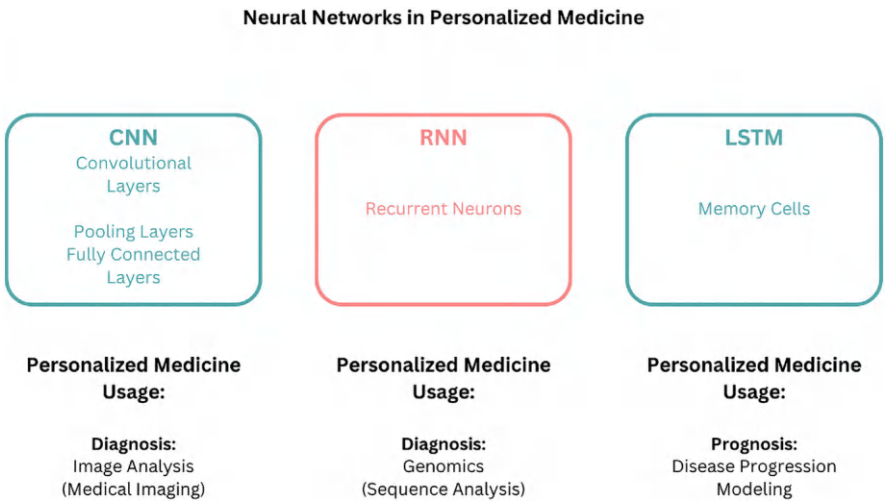 Neural Networks in Personalized Medicine
CNN
Convolutional
Layers
Pooling Layers
Fully Connected
Layers
RNN
Recurrent Neurons
LSTM
Memory Cells
Personalized Medicine
Usage:
Diagnosis:
Image Analysis
(Medical Imaging)
Personalized Medicine
Usage:
Diagnosis:
Genomics
(Sequence Analysis)
Personalized Medicine
Usage:
Prognosis:
Disease Progression
Modeling